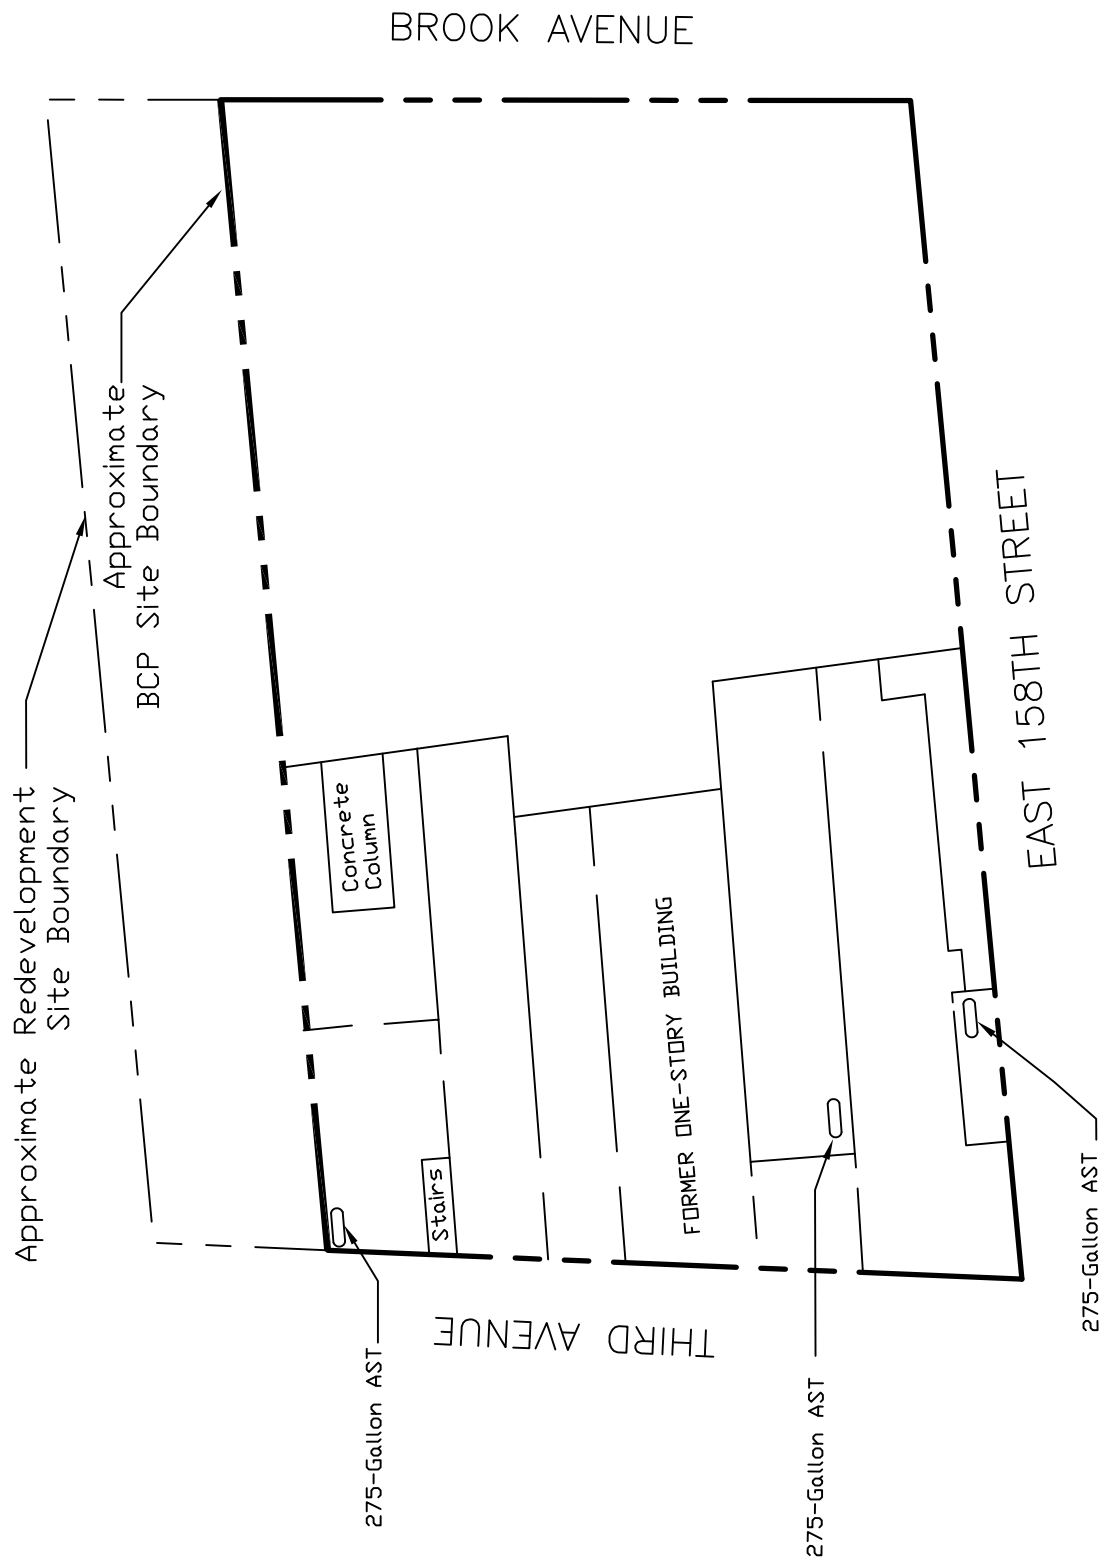 BROOK AVENUE
Approximate
BCP Site Boundary
Approximate Redevelopment
Site Boundary
EAST 158TH STREET
Concrete
Column
FORMER ONE-STORY BUILDING
Stairs
THIRD AVENUE
275-Gallon AST
275-Gallon AST
275-Gallon AST